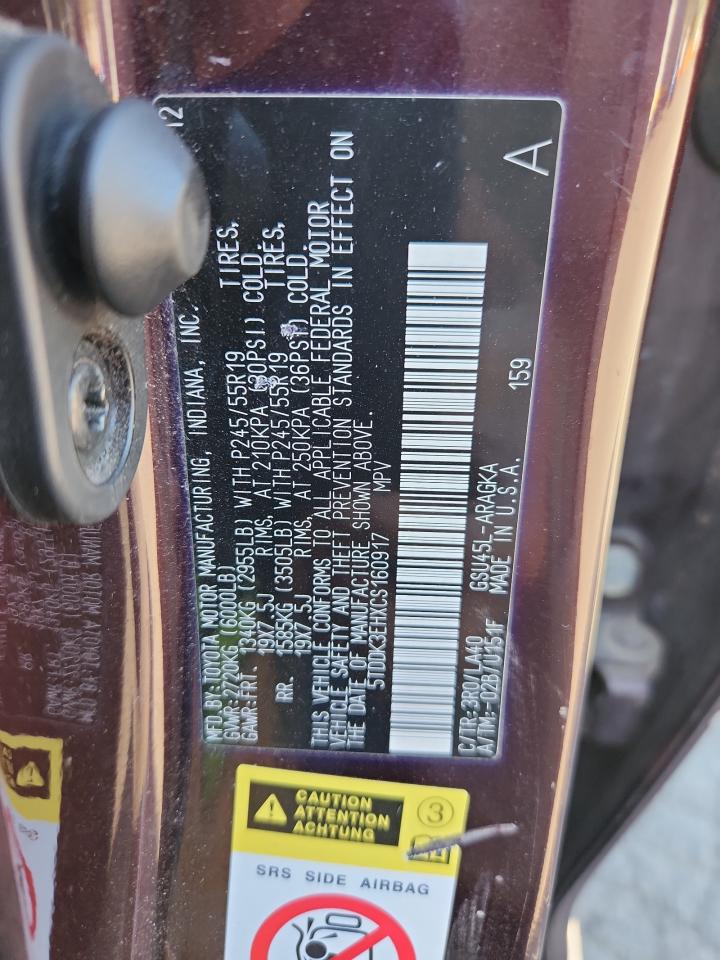 MFD.BY:TOYOTA MOTOR MANUFACTURING, INDIANA, INC. 12
GVWR:2720KG (6000LB)
GAWR:FRT. 1340KG (2955LB) WITH P245/55R19 TIRES,
19X7.5J RIMS, AT 210KPA (30PSI) COLD.
RR. 1585KG (3505LB) WITH P245/55R19 TIRES,
19X7.5J RIMS, AT 250KPA (36PSI) COLD.
THIS VEHICLE CONFORMS TO ALL APPLICABLE FEDERAL MOTOR
VEHICLE SAFETY AND THEFT PREVENTION STANDARDS IN EFFECT ON
THE DATE OF MANUFACTURE SHOWN ABOVE.
5TDDK3EHXCS160917 MPV
C/TR:3R0/LA40 GSU45L-ARAGKA 159
A/TM:-02B/U151F MADE IN U.S.A. A
CAUTION
ATTENTION
ACHTUNG
3
SRS SIDE AIRBAG